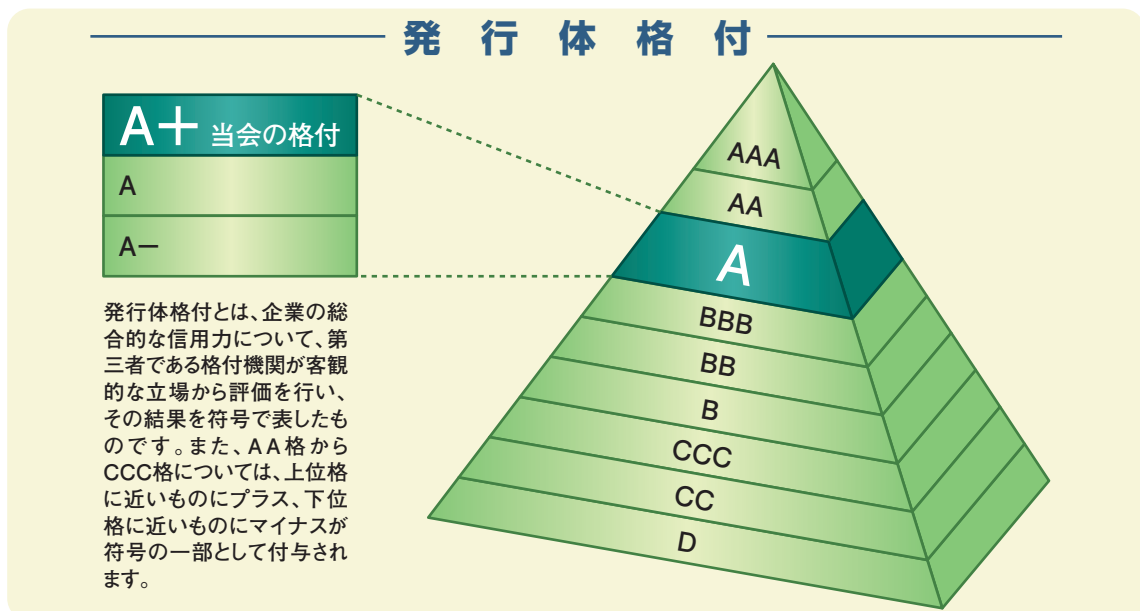 発行体格付
A＋ 当会の格付
A
A−
発行体格付とは、企業の総
合的な信用力について、第
三者である格付機関が客観
的な立場から評価を行い、
その結果を符号で表したも
のです。また、AA格から
CCC格については、上位格
に近いものにプラス、下位
格に近いものにマイナスが
符号の一部として付与され
ます。
AAA
AA
A
BBB
BB
B
CCC
CC
D